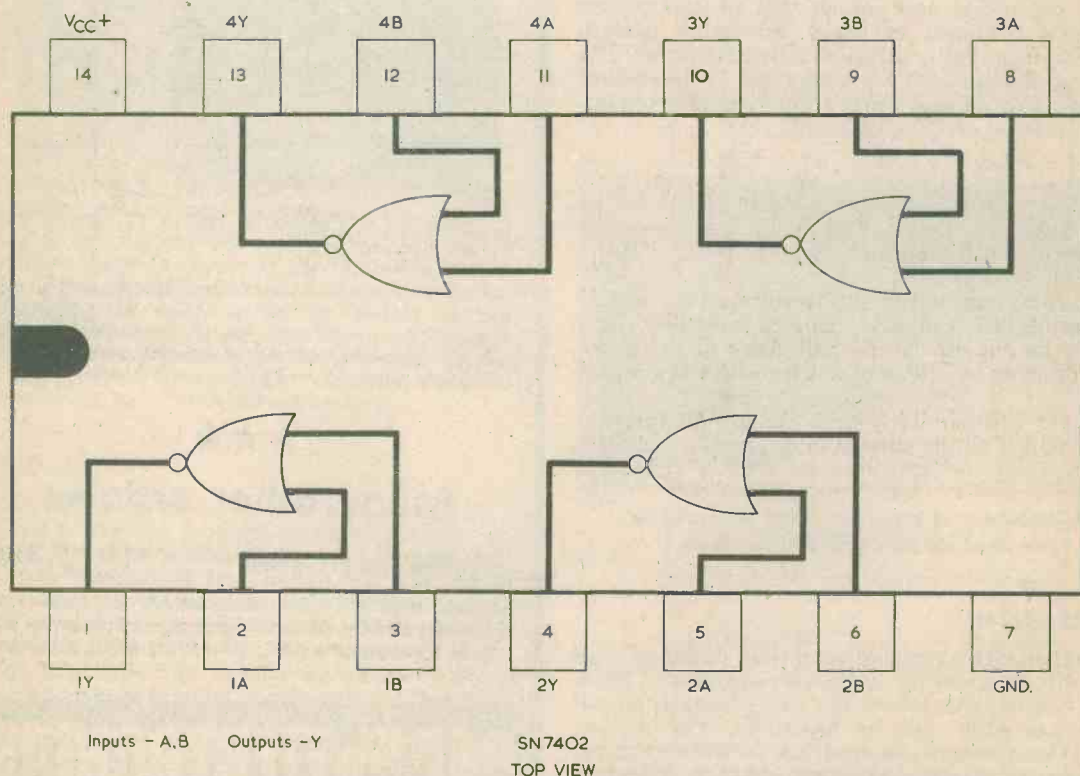 VCC+ 4Y 4B 4A 3Y 3B 3A
14 13 12 11 10 9 8
1 2 3 4 5 6 7
1Y 1A 1B 2Y 2A 2B GND.
Inputs - A,B Outputs - Y
SN7402
TOP VIEW